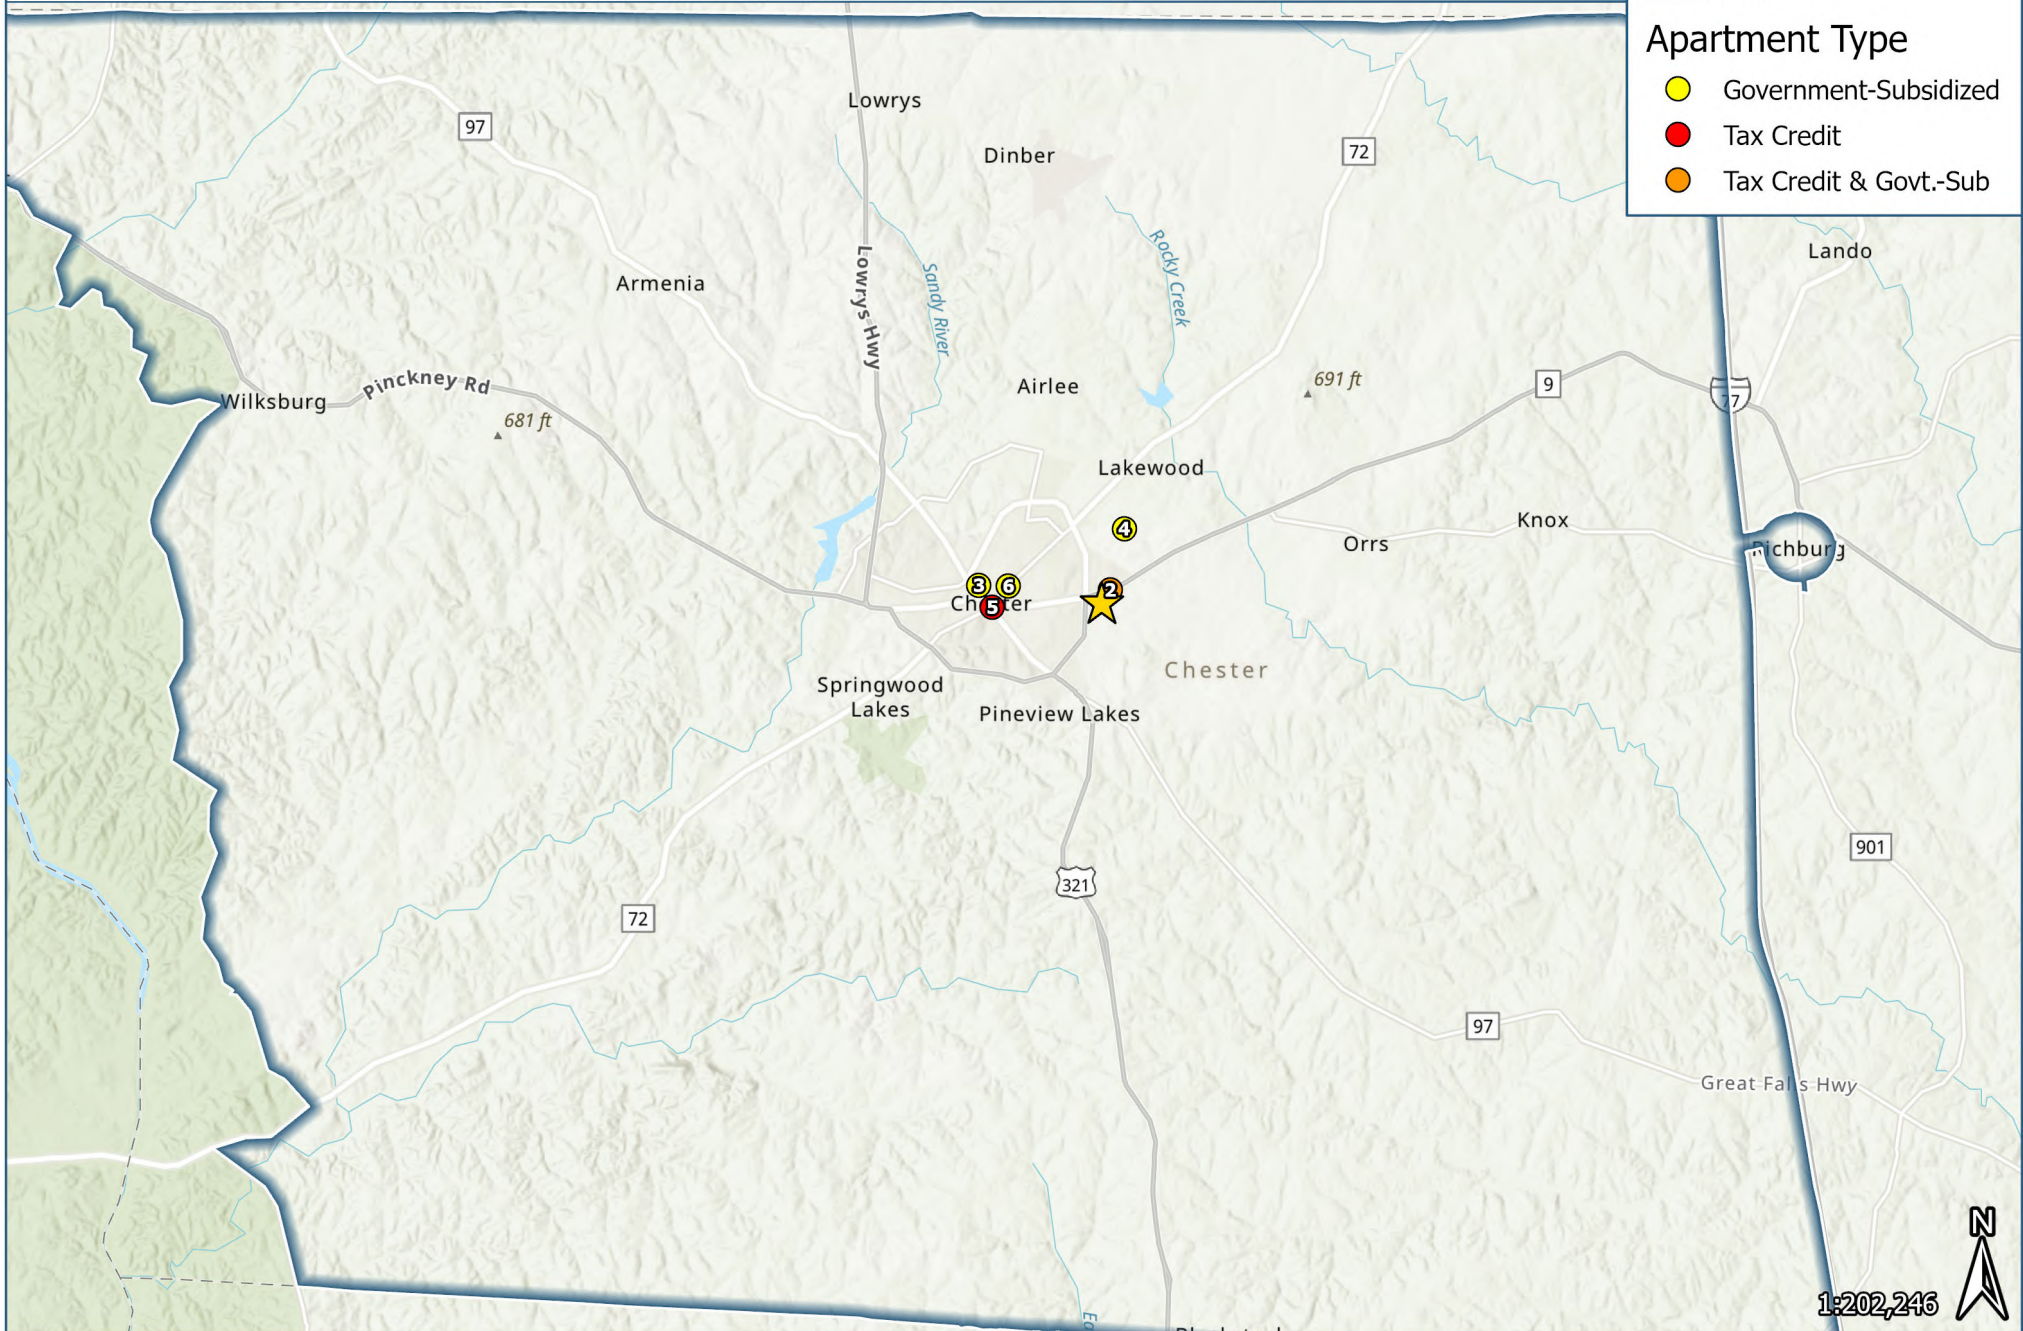 Apartment Type
Government-Subsidized
Tax Credit
Tax Credit & Govt.-Sub
Lowrys
97
Dinber
72
Rocky Creek
Lando
Armenia
Lowrys Hwy
Sandy River
Airlee
691 ft
9
77
Wilksburg
Pinckney Rd
681 ft
Lakewood
4
Knox
Orrs
Richburg
3
6
2
Chester
5
Chester
Springwood
Lakes
Pineview Lakes
901
321
72
97
Great Falls Hwy
N
1:202,246